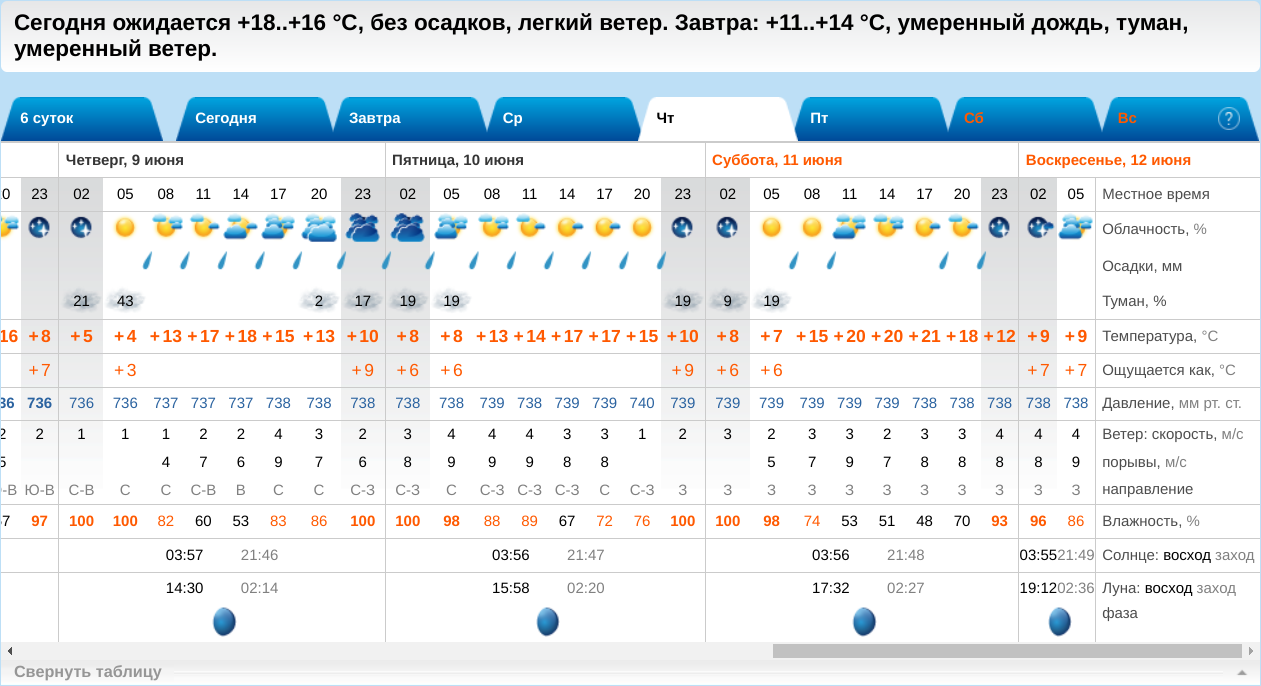 Сегодня ожидается +18..+16 °C, без осадков, легкий ветер. Завтра: +11..+14 °C, умеренный дождь, туман,
умеренный ветер.
6 суток Сегодня Завтра Ср Чт Пт Сб Вс ?
Четверг, 9 июня Пятница, 10 июня Суббота, 11 июня Воскресенье, 12 июня
0 23 02 05 08 11 14 17 20 23 02 05 08 11 14 17 20 23 02 05 08 11 14 17 20 23 02 05 Местное время
Облачность, %
Осадки, мм
21 43 2 17 19 19 19 9 19 Туман, %
16 +8 +5 +4 +13 +17 +18 +15 +13 +10 +8 +8 +13 +14 +17 +17 +15 +10 +8 +7 +15 +20 +20 +21 +18 +12 +9 +9 Температура, °C
+7 +3 +9 +6 +6 +9 +6 +6 +7 +7 Ощущается как, °C
36 736 736 736 737 737 737 738 738 738 738 738 739 738 739 739 740 739 739 739 739 739 739 738 738 738 738 738 Давление, мм рт. ст.
2 2 1 1 1 2 2 4 3 2 3 4 4 4 3 3 1 2 3 2 3 3 2 3 3 4 4 4 Ветер: скорость, м/с
5 4 7 6 9 7 6 8 9 9 9 8 8 5 7 9 7 8 8 8 8 9 порывы, м/с
-В Ю-В С-В С С С-В В С С С-З С-З С С-З С-З С-З С С-З З З З З З З З З З З З направление
7 97 100 100 82 60 53 83 86 100 100 98 88 89 67 72 76 100 100 98 74 53 51 48 70 93 96 86 Влажность, %
03:57 21:46 03:56 21:47 03:56 21:48 03:55 21:49 Солнце: восход заход
14:30 02:14 15:58 02:20 17:32 02:27 19:12 02:36 Луна: восход заход
фаза
Свернуть таблицу